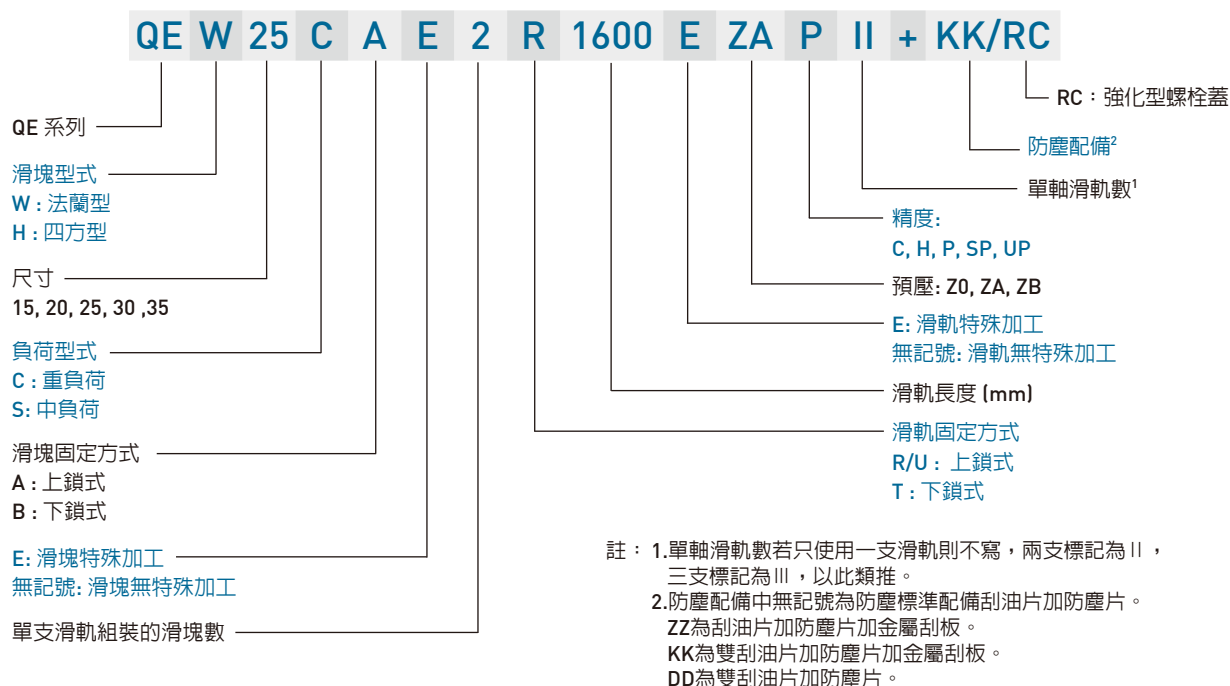 QE W 25 C A E 2 R 1600 E ZA P II + KK/RC
QE 系列
滑塊型式
W : 法蘭型
H : 四方型
尺寸
15, 20, 25, 30 ,35
負荷型式
C : 重負荷
S: 中負荷
滑塊固定方式
A : 上鎖式
B : 下鎖式
E: 滑塊特殊加工
無記號: 滑塊無特殊加工
單支滑軌組裝的滑塊數
RC：強化型螺栓蓋
防塵配備²
單軸滑軌數¹
精度:
C, H, P, SP, UP
預壓: Z0, ZA, ZB
E: 滑軌特殊加工
無記號: 滑軌無特殊加工
滑軌長度 (mm)
滑軌固定方式
R/U : 上鎖式
T : 下鎖式
註：1.單軸滑軌數若只使用一支滑軌則不寫，兩支標記為II，
三支標記為III，以此類推。
2.防塵配備中無記號為防塵標準配備刮油片加防塵片。
ZZ為刮油片加防塵片加金屬刮板。
KK為雙刮油片加防塵片加金屬刮板。
DD為雙刮油片加防塵片。